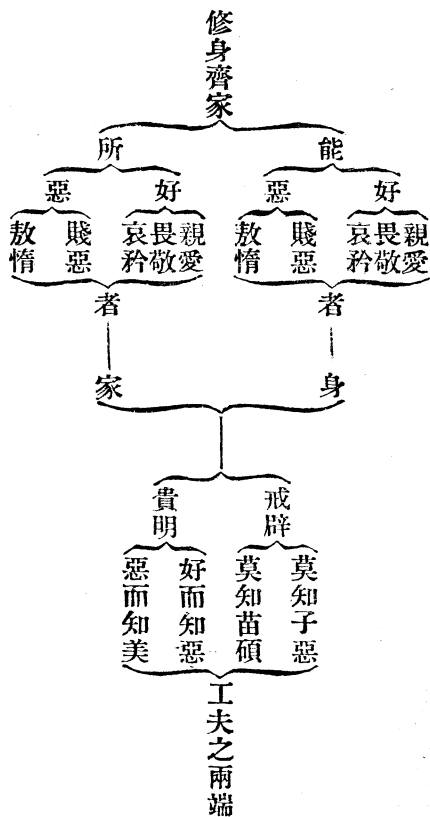 修身齊家
能
所
好
惡
好
惡
親愛
畏敬
哀矜
賤惡
敖惰
親愛
畏敬
哀矜
賤惡
敖惰
者
者
身
家
戒辟
貴明
莫知子惡
莫知苗碩
好而知惡
惡而知美
工夫之兩端